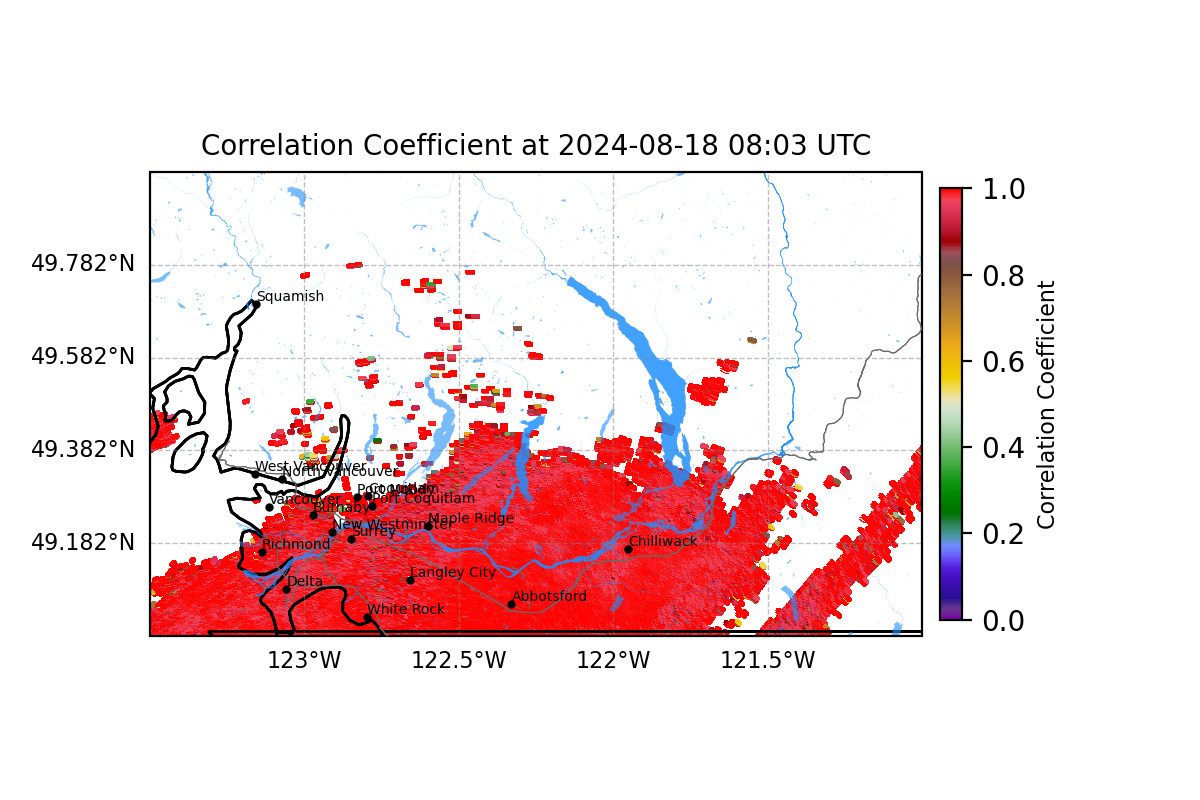 Correlation Coefficient at 2024-08-18 08:03 UTC
1.0
49.782°N
0.8
Squamish
49.582°N
0.6
Correlation Coefficient
49.382°N
0.4
West Vancouver
North Vancouver
Port Moody
Coquitlam
Vancouver
Port Coquitlam
Burnaby
Maple Ridge
New Westminster
Surrey
49.182°N
Richmond
Chilliwack
0.2
Langley City
Delta
Abbotsford
White Rock
0.0
123°W
122.5°W
122°W
121.5°W